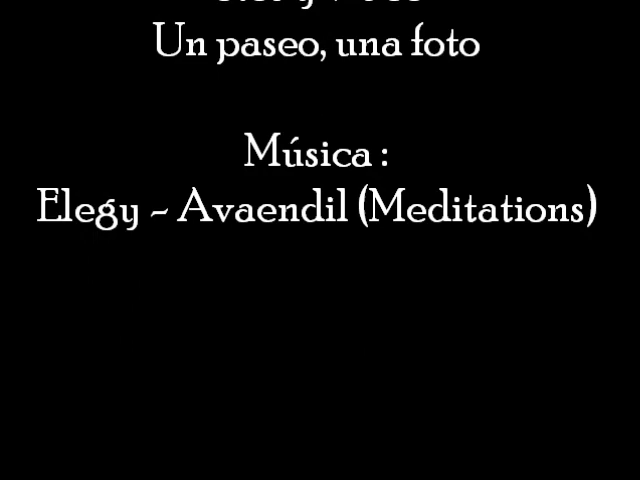 Un paseo, una foto
Música :
Elegy - Avaendil (Meditations)